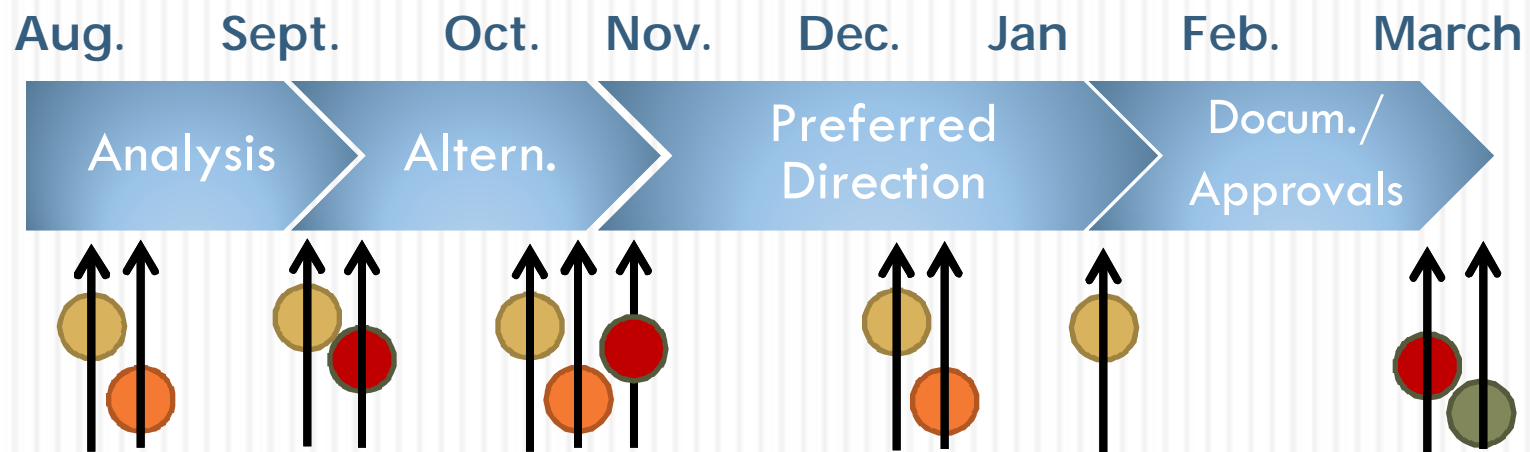 Aug. Sept. Oct. Nov. Dec. Jan Feb. March
Analysis
Altern.
Preferred
Direction
Docum./
Approvals